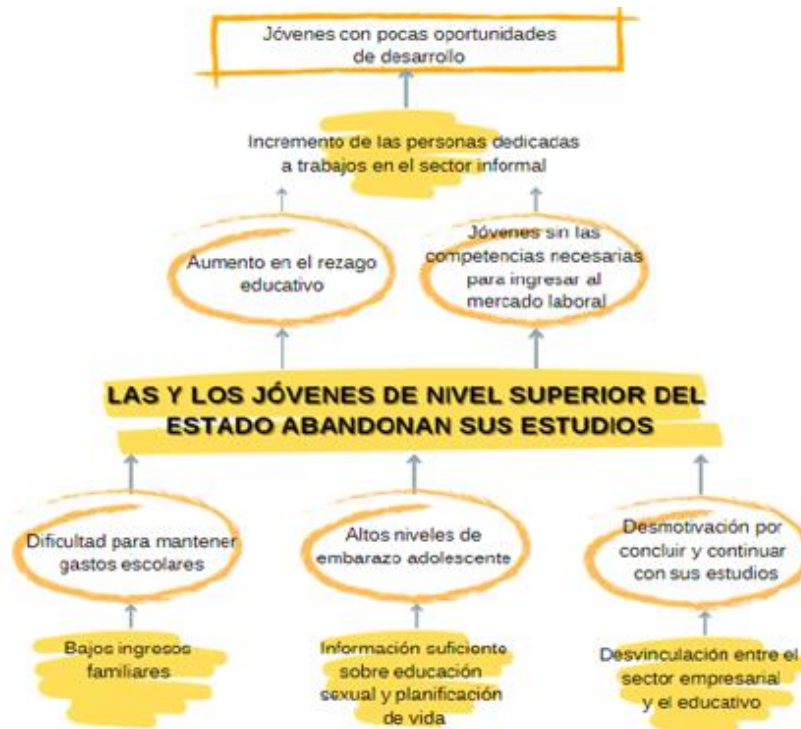 Jóvenes con pocas oportunidades
de desarrollo
Incremento de las personas dedicadas
a trabajos en el sector informal
Aumento en el rezago
educativo
Jóvenes sin las
competencias necesarias
para ingresar al
mercado laboral
LAS Y LOS JÓVENES DE NIVEL SUPERIOR DEL
ESTADO ABANDONAN SUS ESTUDIOS
Dificultad para mantener
gastos escolares
Altos niveles de
embarazo adolescente
Desmotivación por
concluir y continuar
con sus estudios
Bajos ingresos
familiares
Información suficiente
sobre educación
sexual y planificación
de vida
Desvinculación entre el
sector empresarial
y el educativo